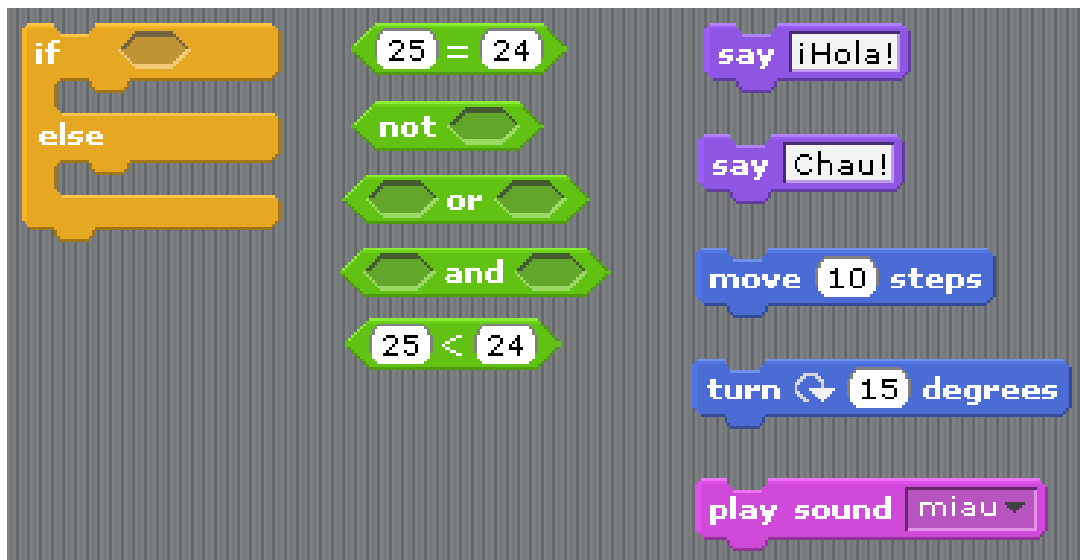 if
else
25 = 24
not
or
and
25 < 24
say ¡Hola!
say Chau!
move 10 steps
turn 15 degrees
play sound miau